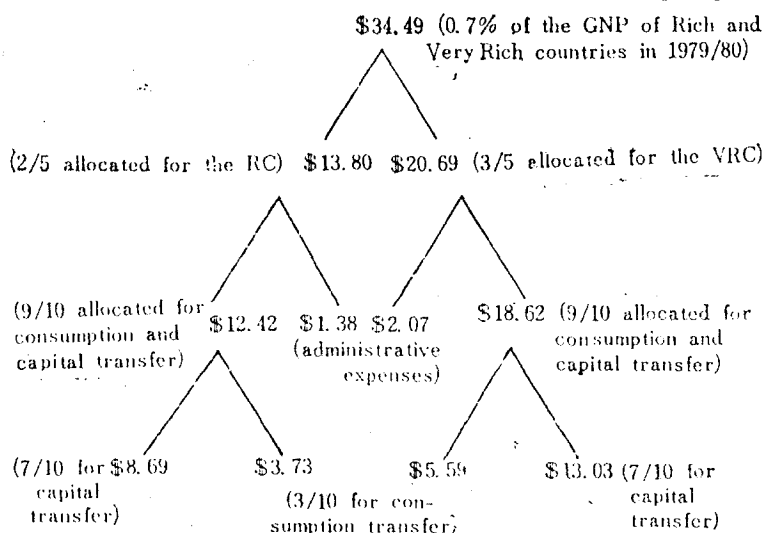 $34.49 (0.7% of the GNP of Rich and
Very Rich countries in 1979/80)
(2/5 allocated for the RC) $13.80 $20.69 (3/5 allocated for the VRC)
(9/10 allocated for
consumption and
capital transfer)
$12.42 $1.38 $2.07
(administrative
expenses)
$18.62 (9/10 allocated for
consumption and
capital transfer)
(7/10 for $8.69
capital
transfer)
$3.73
$5.59
(3/10 for con-
sumption transfer)
$13.03 (7/10 for
capital
transfer)